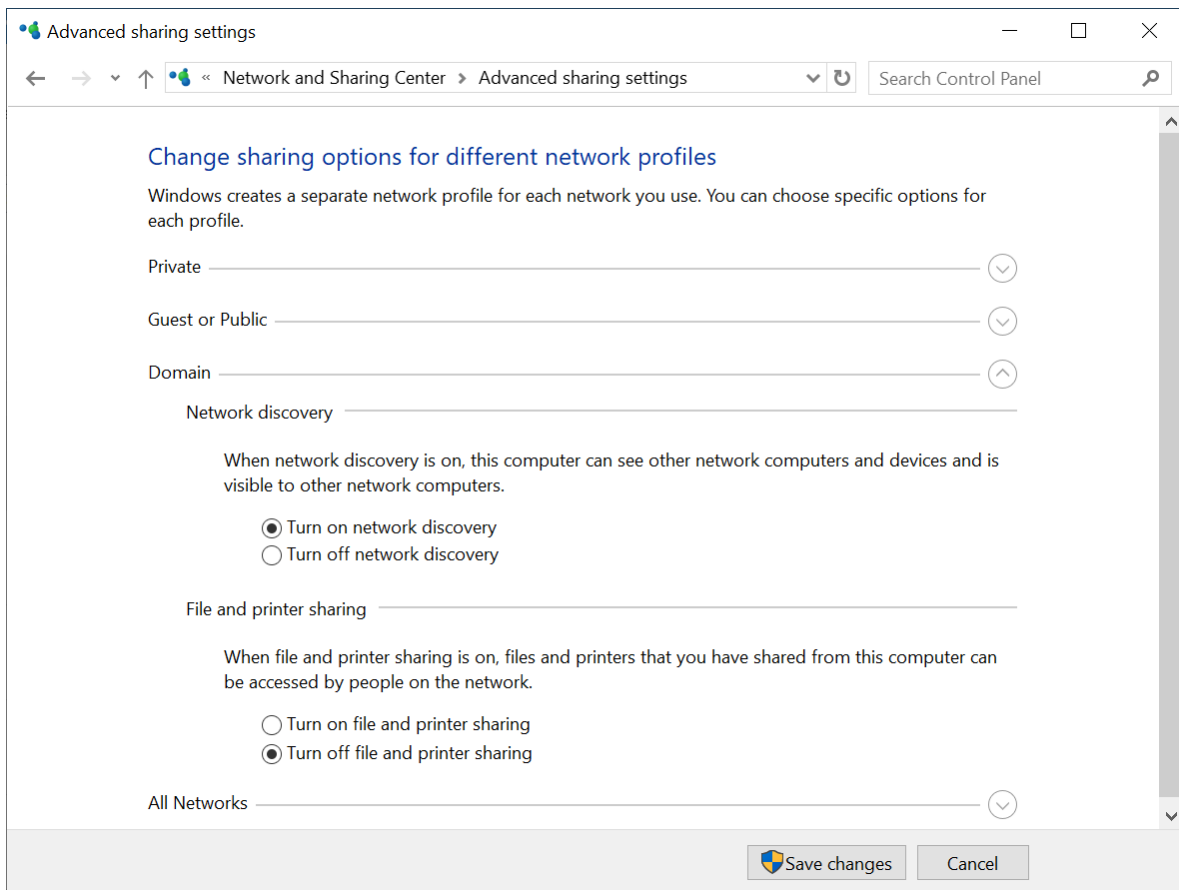 Advanced sharing settings
« Network and Sharing Center > Advanced sharing settings
Search Control Panel
Change sharing options for different network profiles
Windows creates a separate network profile for each network you use. You can choose specific options for
each profile.
Private
Guest or Public
Domain
Network discovery
When network discovery is on, this computer can see other network computers and devices and is
visible to other network computers.
Turn on network discovery
Turn off network discovery
File and printer sharing
When file and printer sharing is on, files and printers that you have shared from this computer can
be accessed by people on the network.
Turn on file and printer sharing
Turn off file and printer sharing
All Networks
Save changes
Cancel